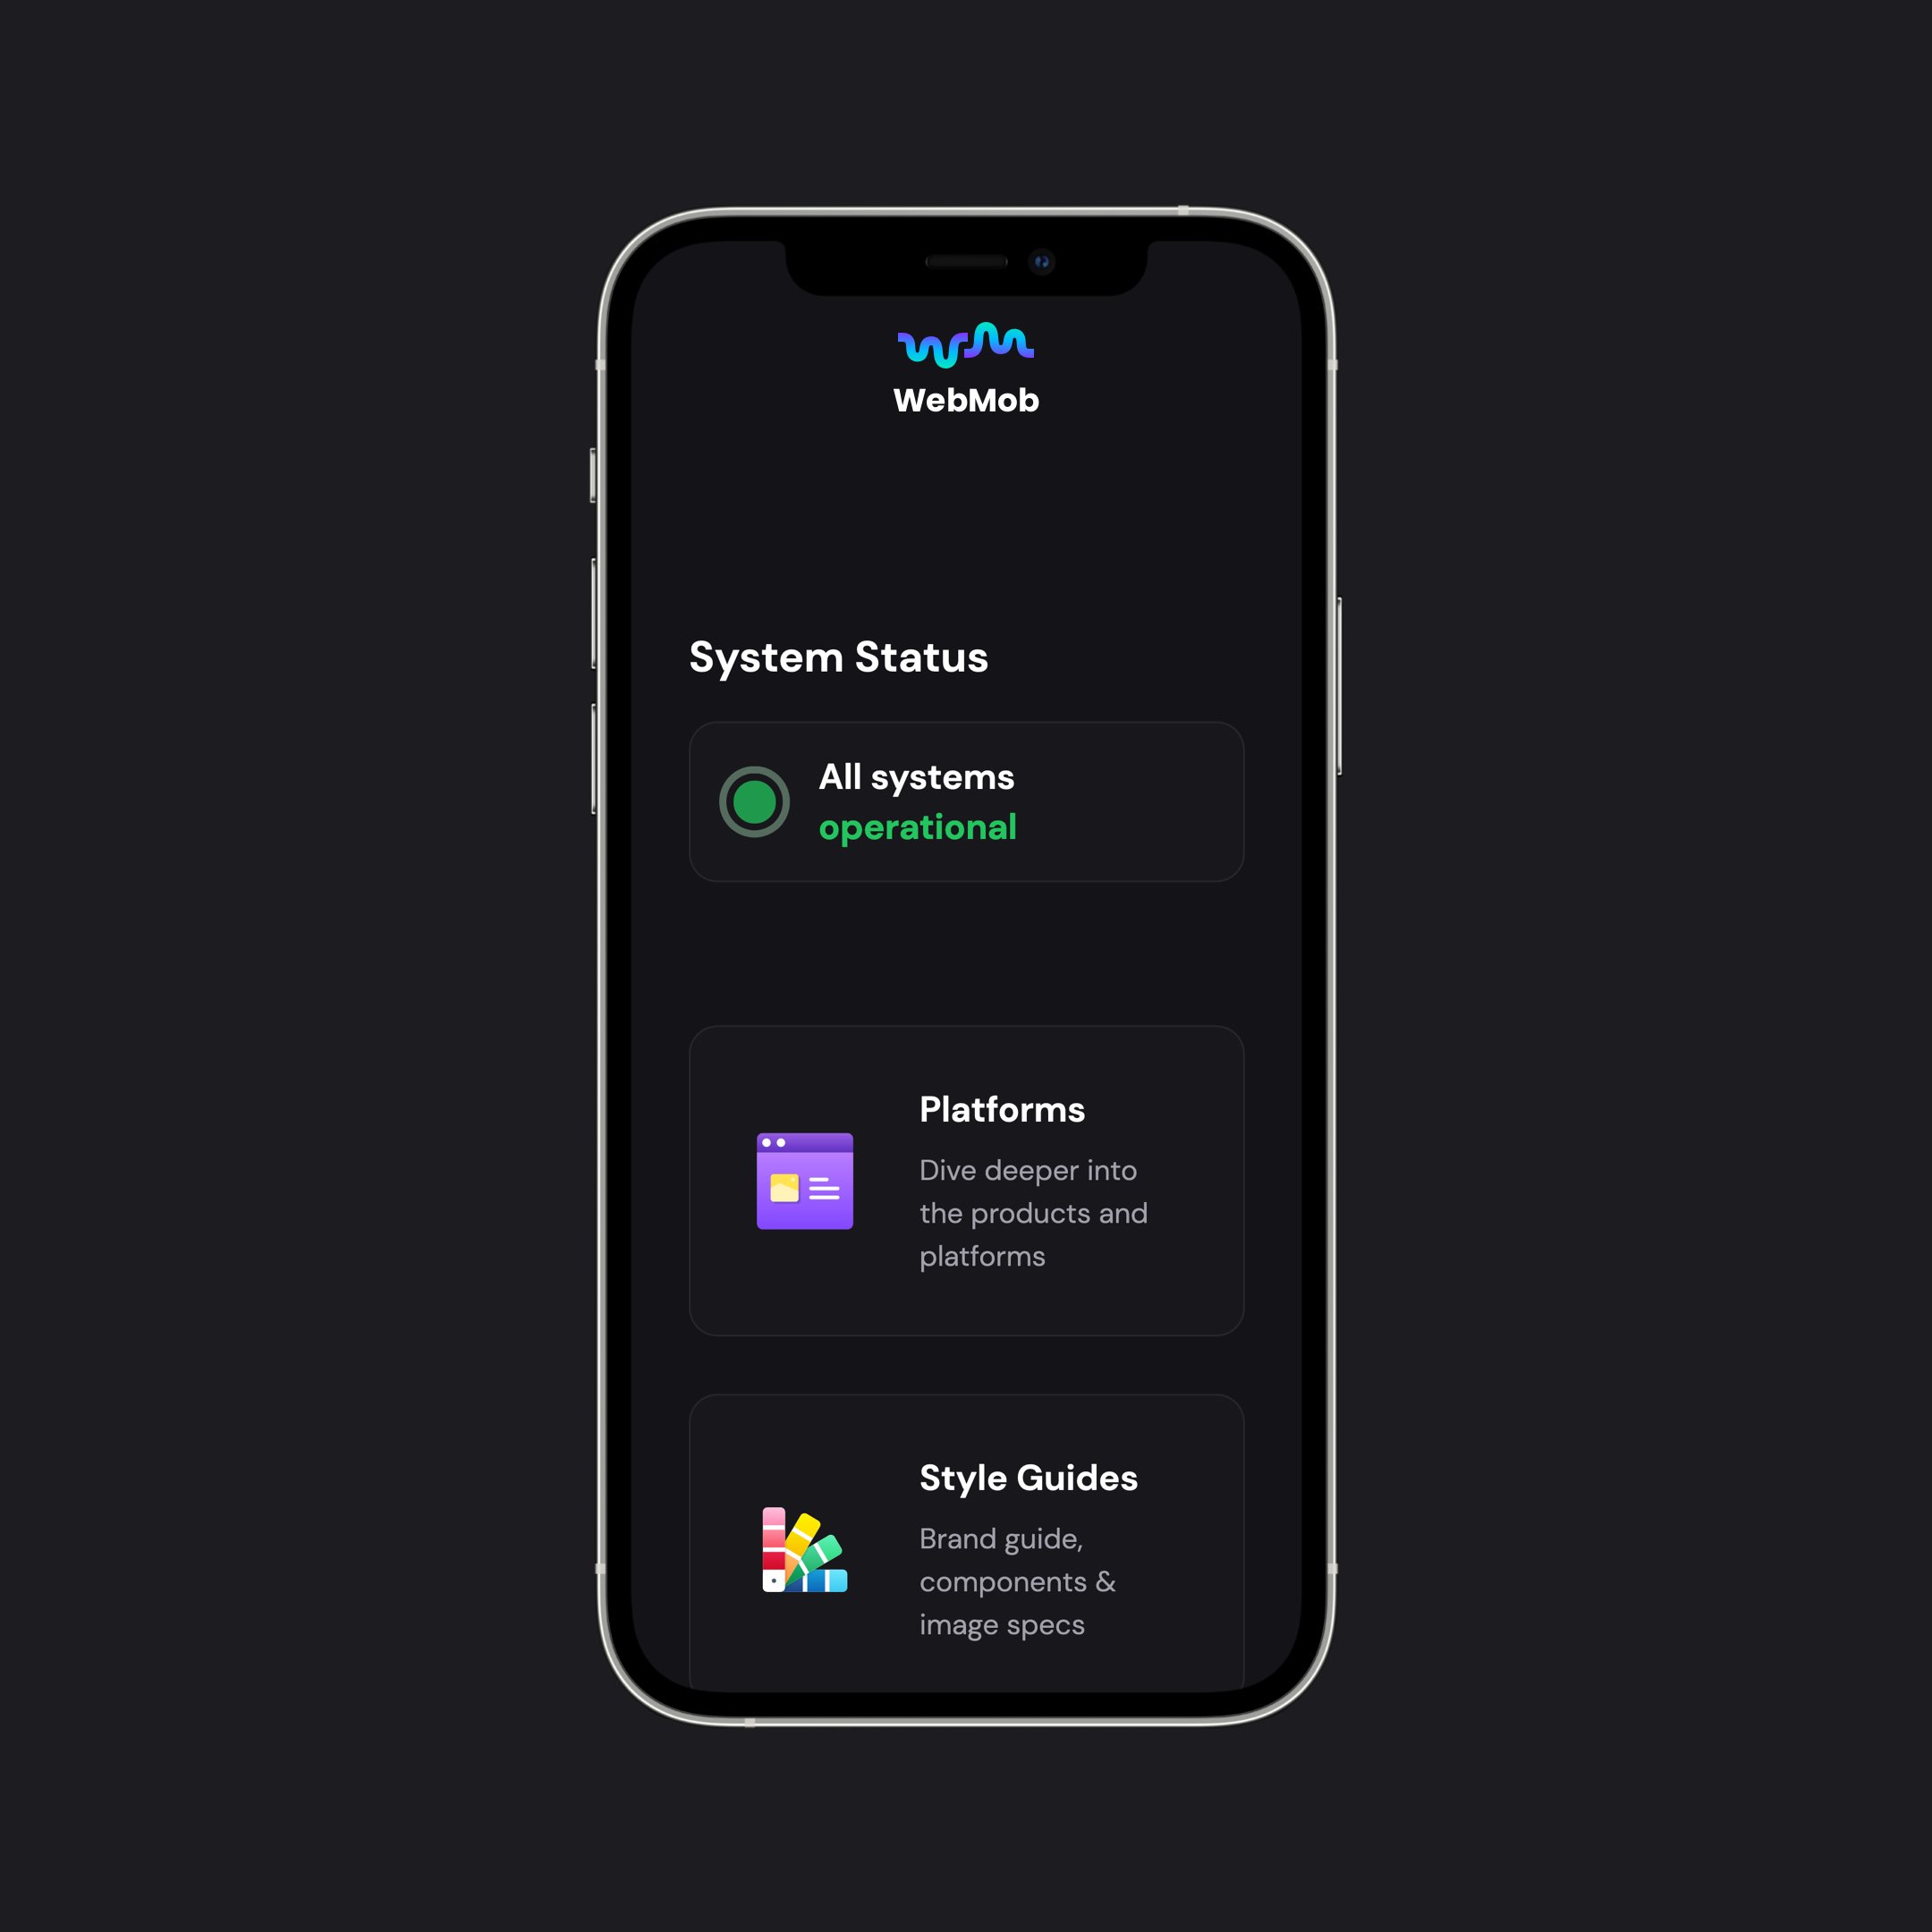 WebMob
System Status
All systems
operational
Platforms
Dive deeper into
the products and
platforms
Style Guides
Brand guide,
components &
image specs